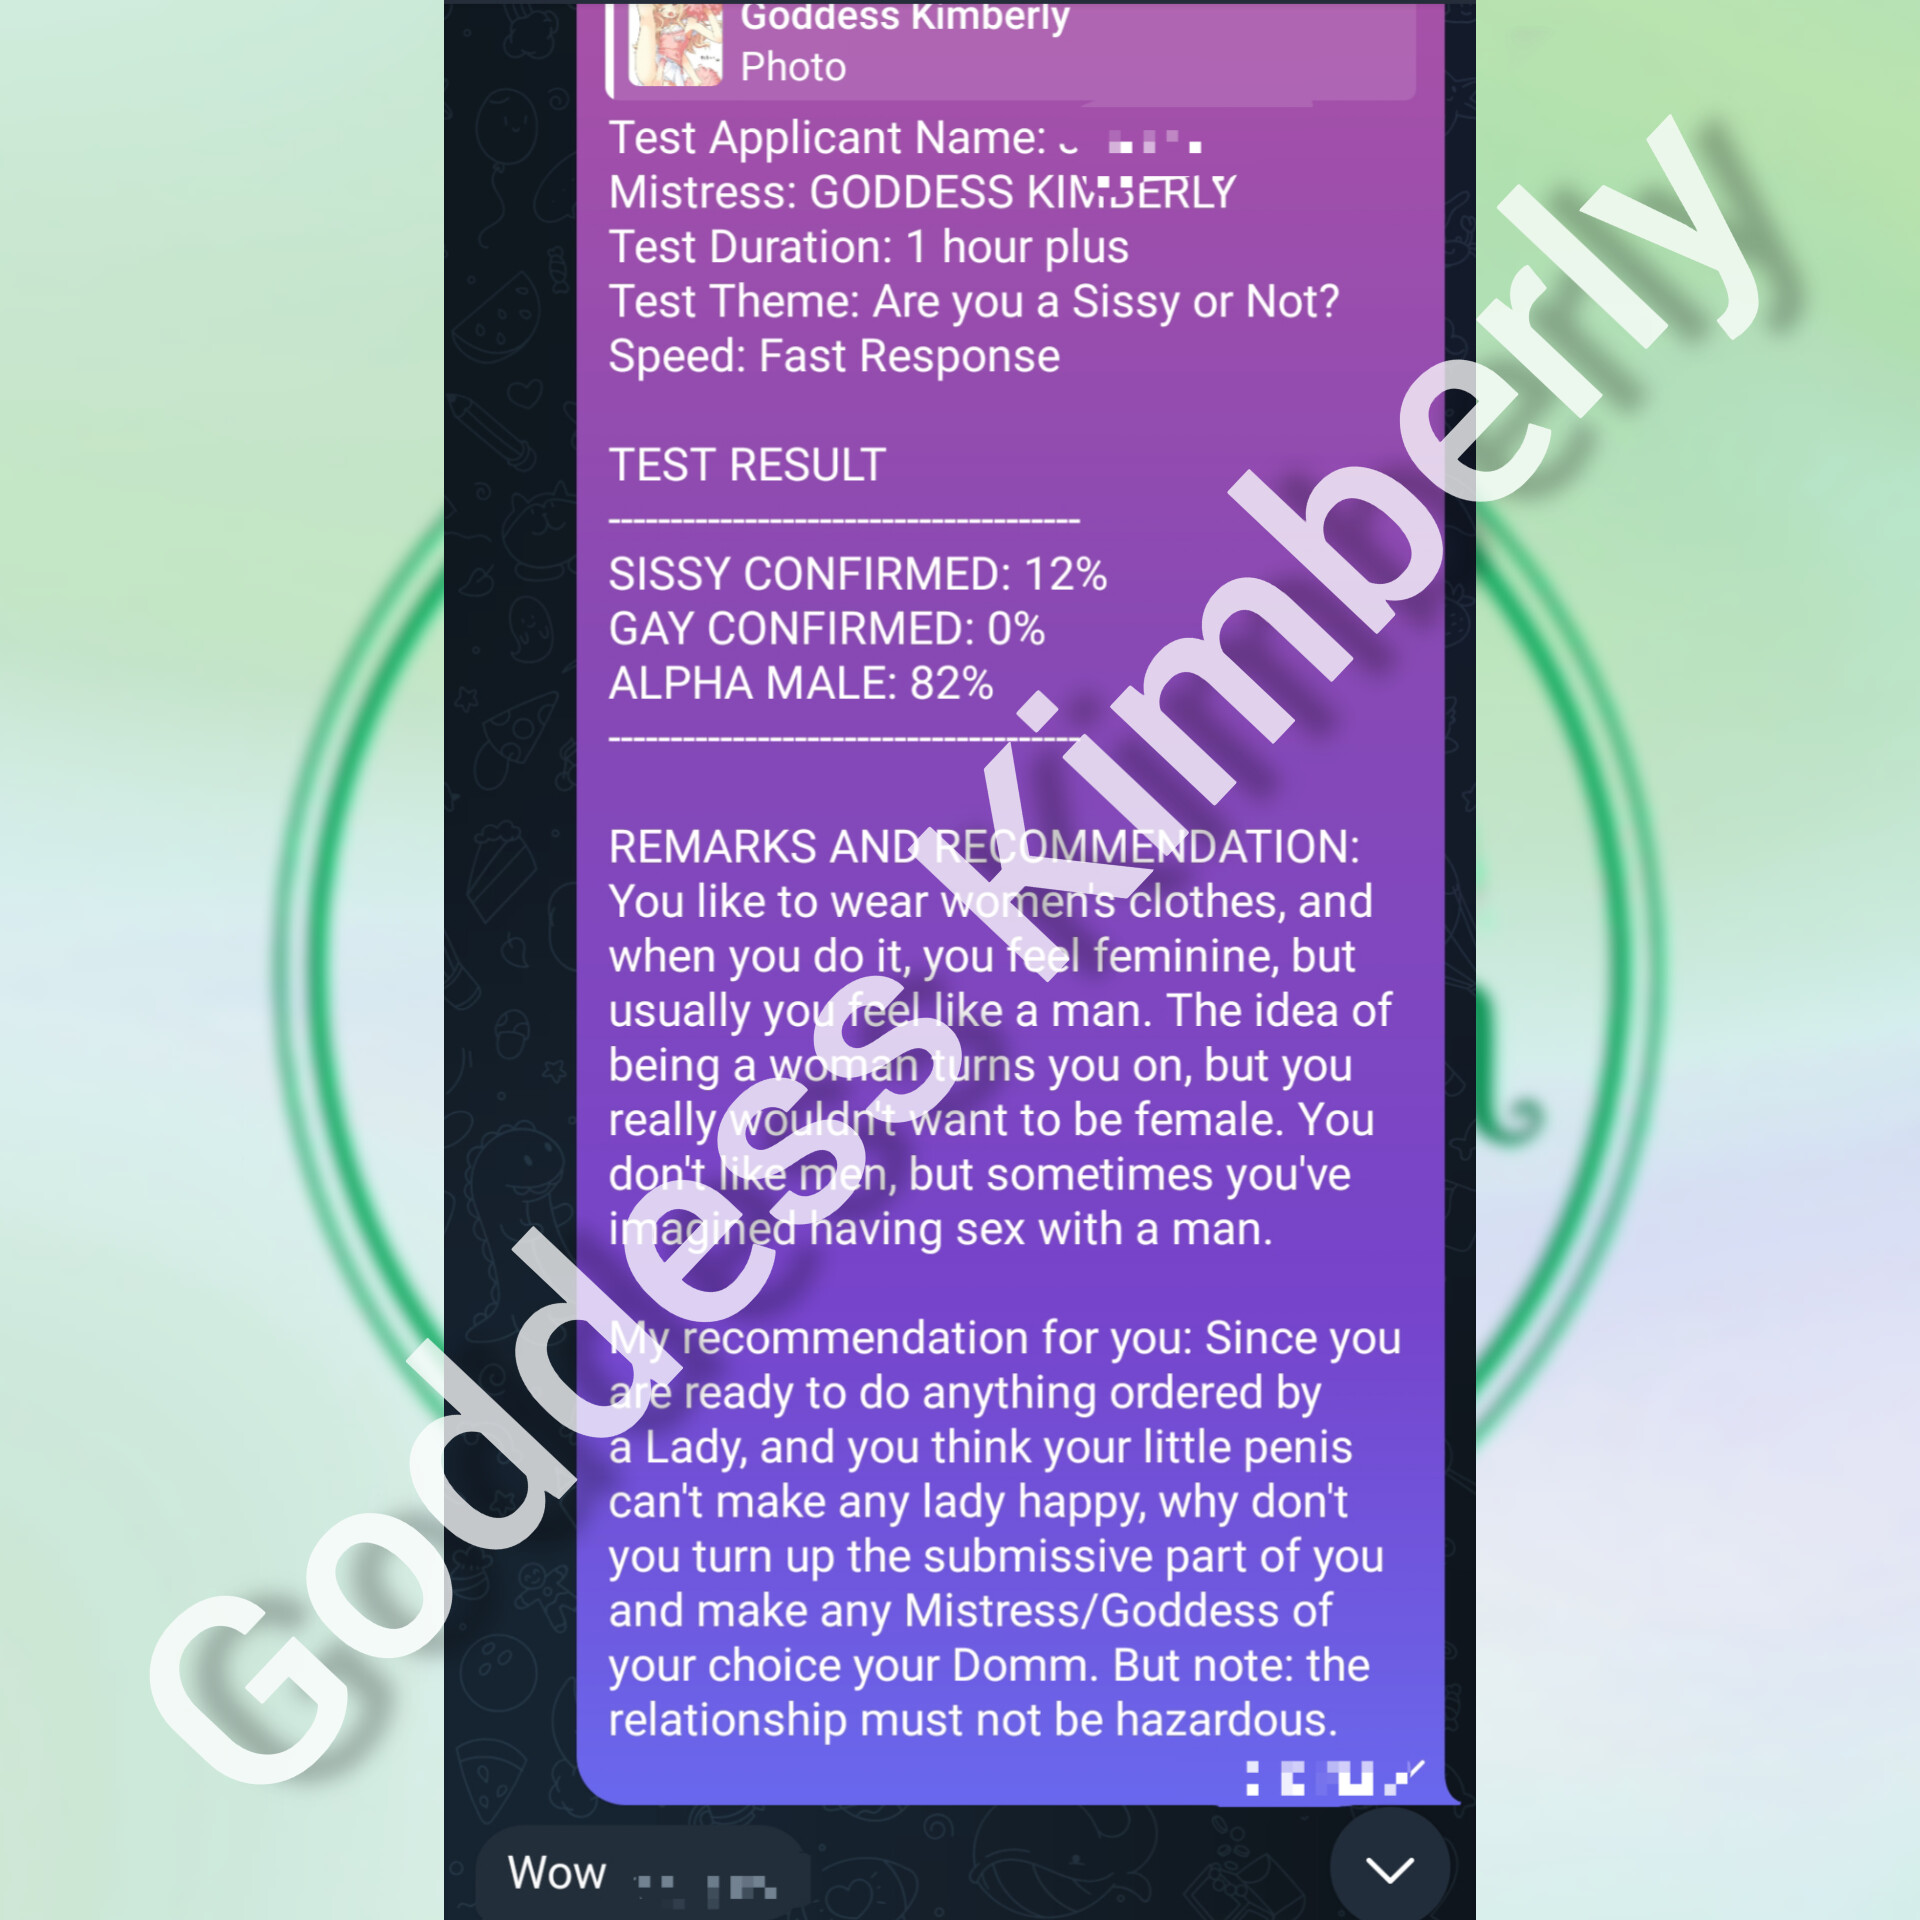 Goddess Kimberly
Photo
Test Applicant Name:
Mistress: GODDESS KIMBERLY
Test Duration: 1 hour plus
Test Theme: Are you a Sissy or Not?
Speed: Fast Response
TEST RESULT
--------------------------------------
SISSY CONFIRMED: 12%
GAY CONFIRMED: 0%
ALPHA MALE: 82%
--------------------------------------
REMARKS AND RECOMMENDATION:
You like to wear women's clothes, and
when you do it, you feel feminine, but
usually you feel like a man. The idea of
being a woman turns you on, but you
really wouldn't want to be female. You
don't like men, but sometimes you've
imagined having sex with a man.
My recommendation for you: Since you
are ready to do anything ordered by
a Lady, and you think your little penis
can't make any lady happy, why don't
you turn up the submissive part of you
and make any Mistress/Goddess of
your choice your Domm. But note: the
relationship must not be hazardous.
Wow
Goddess Kimberly